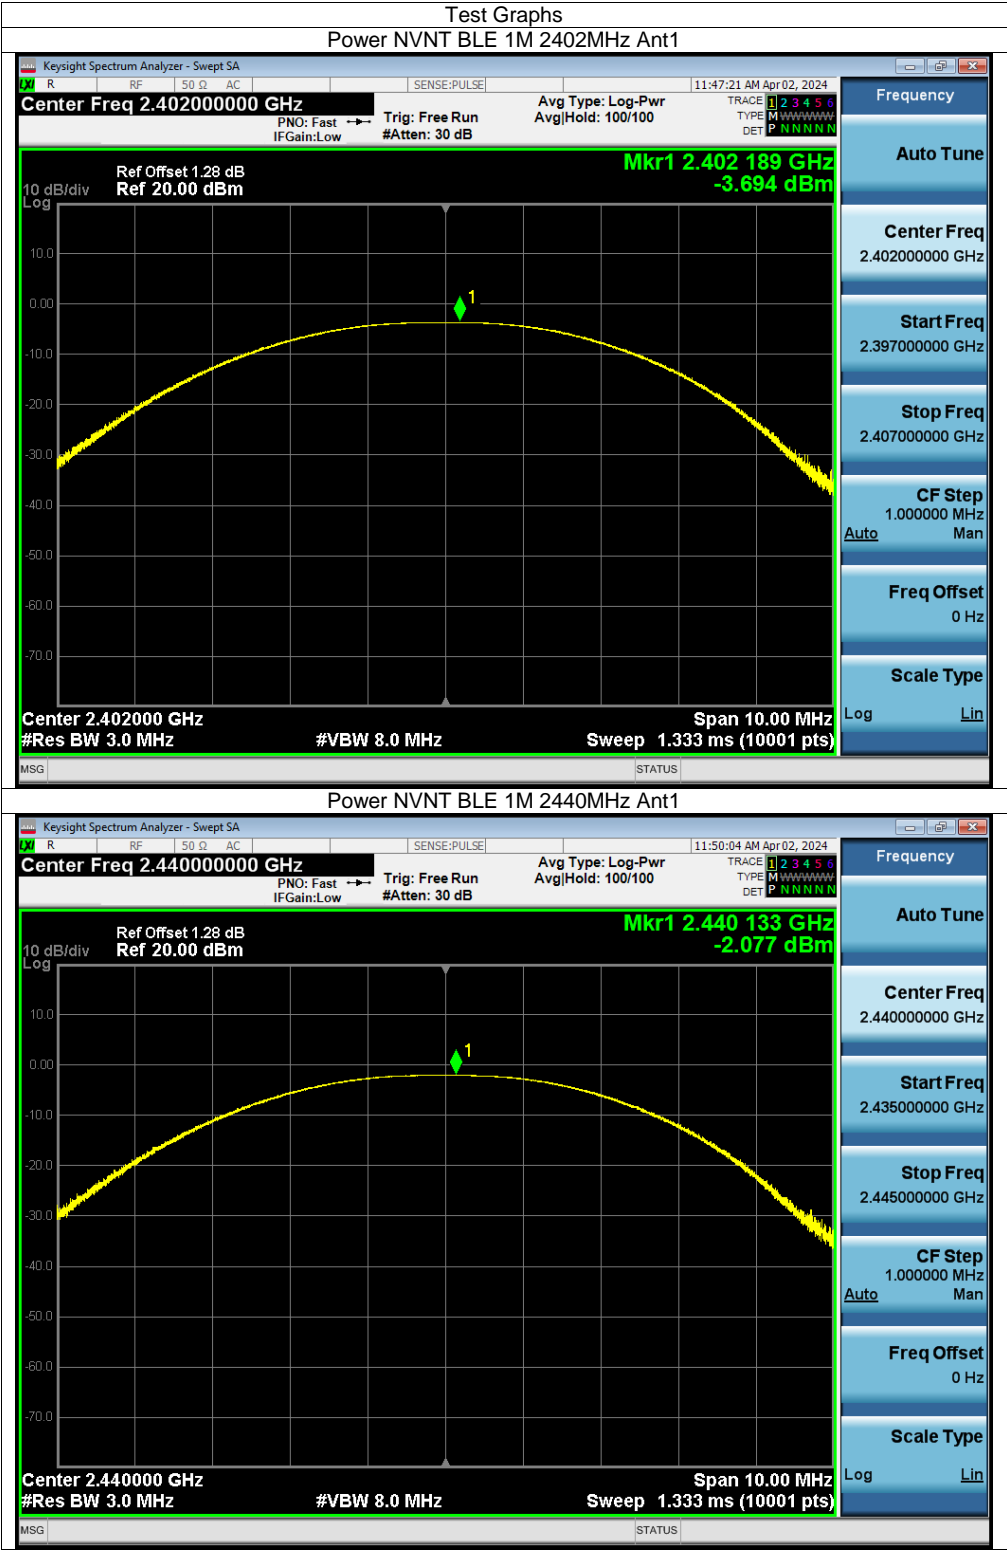 Test Graphs
Power NVNT BLE 1M 2402MHz Ant1
Keysight Spectrum Analyzer - Swept SA
LXI R RF 50 Ω AC SENSE:PULSE 11:47:21 AM Apr 02, 2024
Center Freq 2.402000000 GHz Avg Type: Log-Pwr TRACE 1 2 3 4 5 6
PNO: Fast Trig: Free Run Avg|Hold: 100/100 TYPE M WWWWW
IFGain:Low #Atten: 30 dB DET P N N N N N
Frequency
Mkr1 2.402 189 GHz
-3.694 dBm
Ref Offset 1.28 dB
10 dB/div Ref 20.00 dBm
Log
10.0
0.00
-10.0
-20.0
-30.0
-40.0
-50.0
-60.0
-70.0
1
Center 2.402000 GHz Span 10.00 MHz
#Res BW 3.0 MHz #VBW 8.0 MHz Sweep 1.333 ms (10001 pts)
Auto Tune
Center Freq
2.402000000 GHz
Start Freq
2.397000000 GHz
Stop Freq
2.407000000 GHz
CF Step
1.000000 MHz
Auto Man
Freq Offset
0 Hz
Scale Type
Log Lin
MSG STATUS
Power NVNT BLE 1M 2440MHz Ant1
Keysight Spectrum Analyzer - Swept SA
LXI R RF 50 Ω AC SENSE:PULSE 11:50:04 AM Apr 02, 2024
Center Freq 2.440000000 GHz Avg Type: Log-Pwr TRACE 1 2 3 4 5 6
PNO: Fast Trig: Free Run Avg|Hold: 100/100 TYPE M WWWWW
IFGain:Low #Atten: 30 dB DET P N N N N N
Frequency
Mkr1 2.440 133 GHz
-2.077 dBm
Ref Offset 1.28 dB
10 dB/div Ref 20.00 dBm
Log
10.0
0.00
-10.0
-20.0
-30.0
-40.0
-50.0
-60.0
-70.0
1
Center 2.440000 GHz Span 10.00 MHz
#Res BW 3.0 MHz #VBW 8.0 MHz Sweep 1.333 ms (10001 pts)
Auto Tune
Center Freq
2.440000000 GHz
Start Freq
2.435000000 GHz
Stop Freq
2.445000000 GHz
CF Step
1.000000 MHz
Auto Man
Freq Offset
0 Hz
Scale Type
Log Lin
MSG STATUS